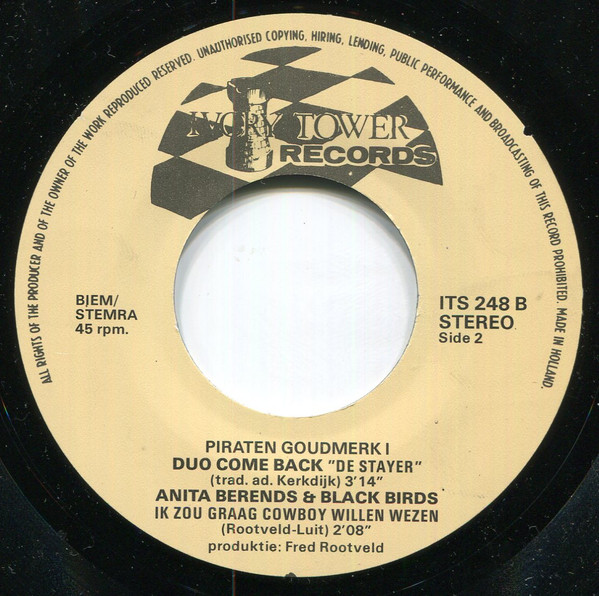 ALL RIGHTS OF THE PRODUCER AND OF THE OWNER OF THE WORK REPRODUCED RESERVED. UNAUTHORISED COPYING, HIRING, LENDING, PUBLIC PERFORMANCE AND BROADCASTING OF THIS RECORD PROHIBITED. MADE IN HOLLAND.
IVORY TOWER
RECORDS
BIEM/
STEMRA
45 rpm.
ITS 248 B
STEREO
Side 2
PIRATEN GOUDMERK I
DUO COME BACK "DE STAYER"
(trad. ad. Kerkdijk) 3'14"
ANITA BERENDS & BLACK BIRDS
IK ZOU GRAAG COWBOY WILLEN WEZEN
(Rootveld-Luit) 2'08"
produktie: Fred Rootveld